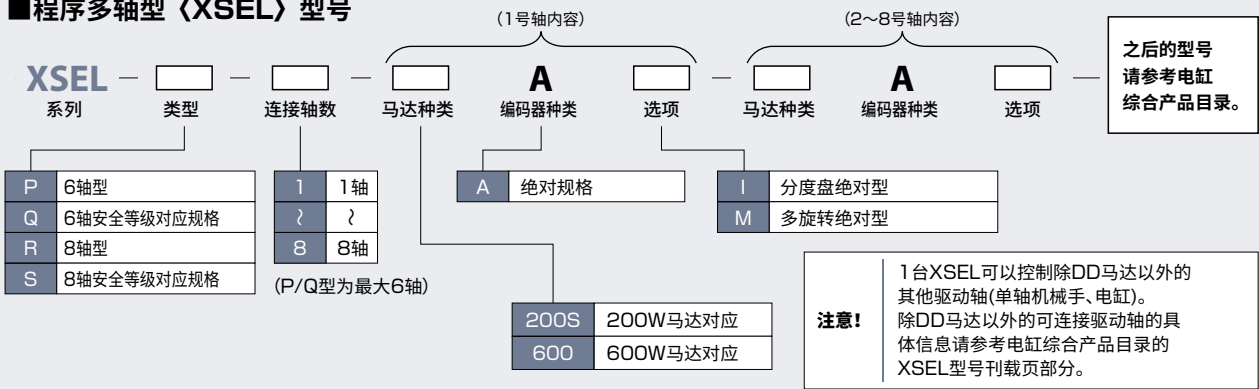 ■程序多轴型〈XSEL〉型号
(1号轴内容)
(2～8号轴内容)
XSEL － □ － □ － □ A □ － □ A □ －
系列 类型 连接轴数 马达种类 编码器种类 选项 马达种类 编码器种类 选项
之后的型号
请参考电缸
综合产品目录。
P 6轴型
Q 6轴安全等级对应规格
R 8轴型
S 8轴安全等级对应规格
1 1轴
～ ～
8 8轴
(P/Q型为最大6轴)
A 绝对规格
I 分度盘绝对型
M 多旋转绝对型
200S 200W马达对应
600 600W马达对应
注意！
1台XSEL可以控制除DD马达以外的
其他驱动轴(单轴机械手、电缸)。
除DD马达以外的可连接驱动轴的具
体信息请参考电缸综合产品目录的
XSEL型号刊载页部分。